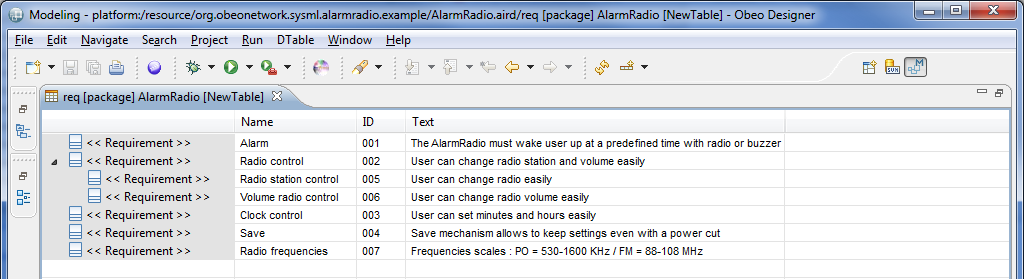 Modeling - platform:/resource/org.obeonetwork.sysml.alarmradio.example/AlarmRadio.aird/req [package] AlarmRadio [NewTable] - Obeo Designer
File Edit Navigate Search Project Run DTable Window Help
req [package] AlarmRadio [NewTable]
Name ID Text
<< Requirement >> Alarm 001 The AlarmRadio must wake user up at a predefined time with radio or buzzer
<< Requirement >> Radio control 002 User can change radio station and volume easily
<< Requirement >> Radio station control 005 User can change radio easily
<< Requirement >> Volume radio control 006 User can change radio volume easily
<< Requirement >> Clock control 003 User can set minutes and hours easily
<< Requirement >> Save 004 Save mechanism allows to keep settings even with a power cut
<< Requirement >> Radio frequencies 007 Frequencies scales : PO = 530-1600 KHz / FM = 88-108 MHz